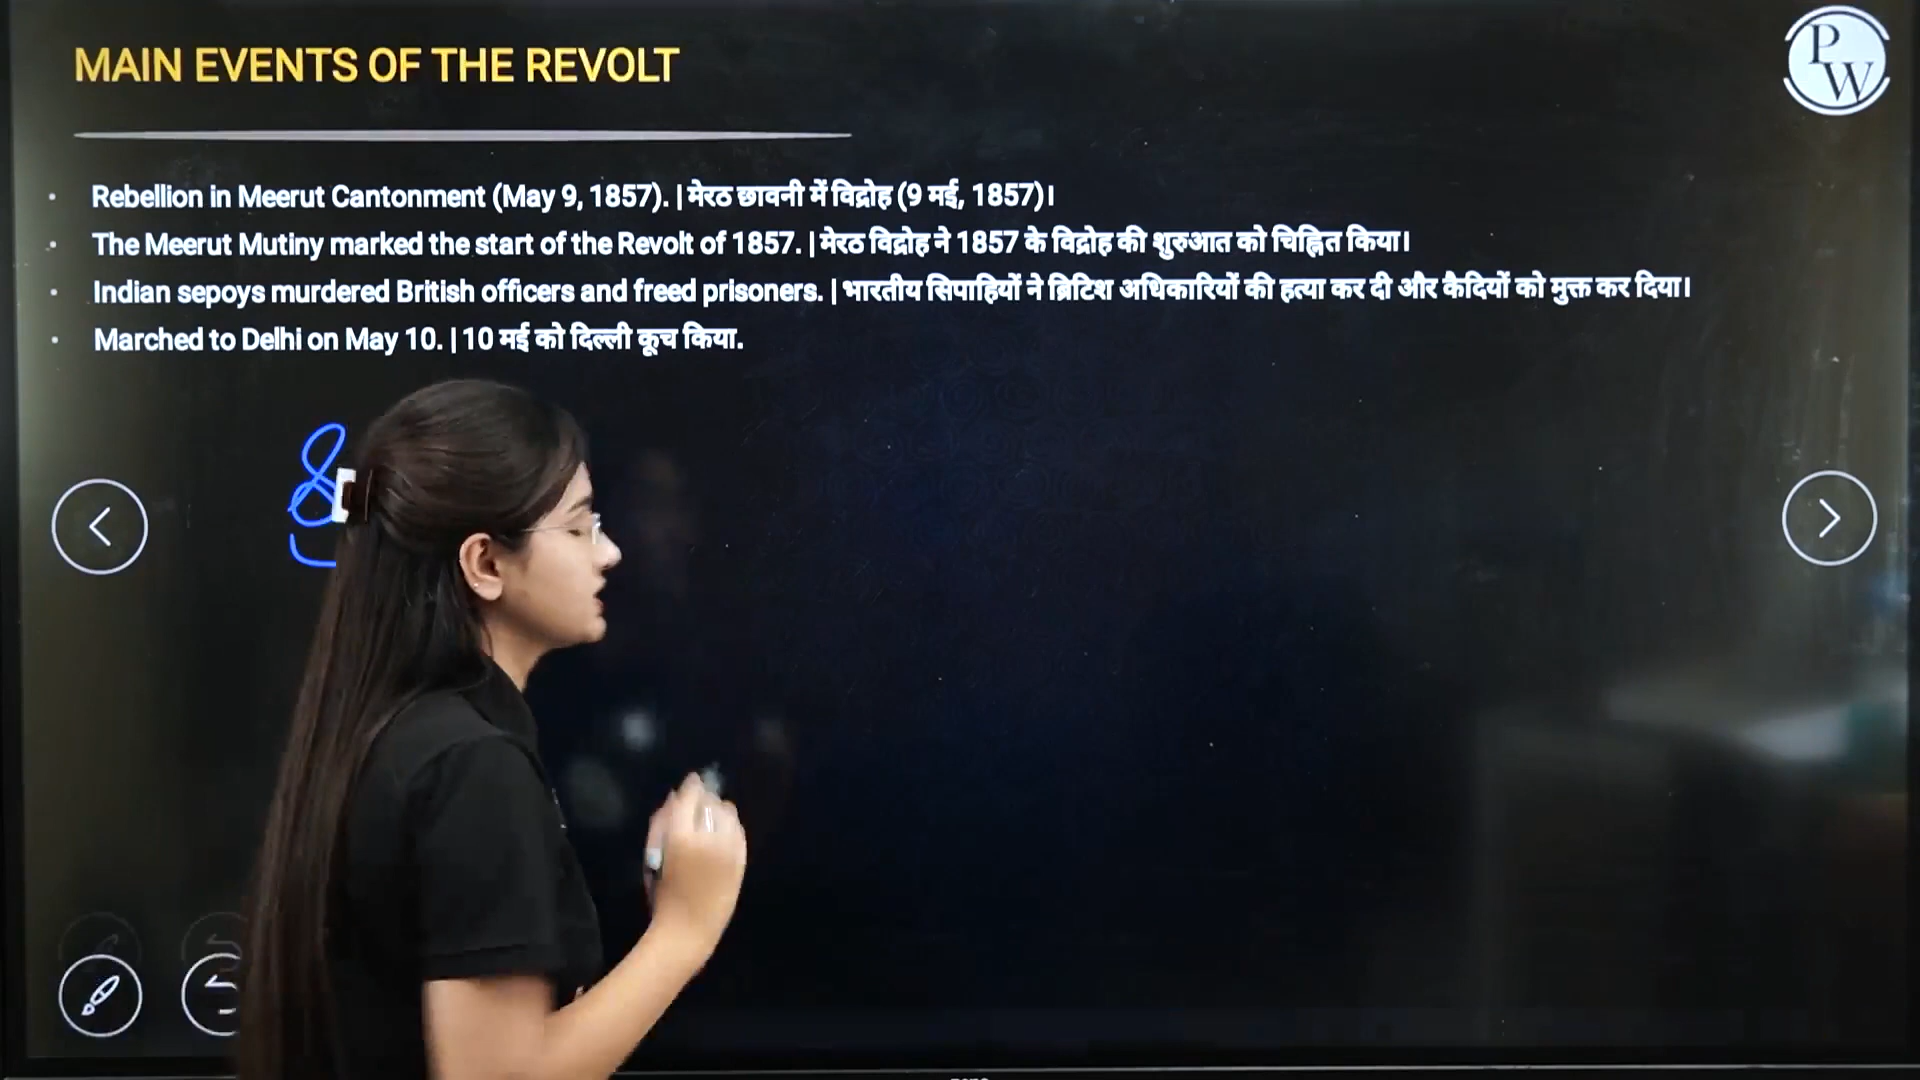 MAIN EVENTS OF THE REVOLT
PW
Rebellion in Meerut Cantonment (May 9, 1857). | मेरठ छावनी में विद्रोह (9 मई, 1857)।
The Meerut Mutiny marked the start of the Revolt of 1857. | मेरठ विद्रोह ने 1857 के विद्रोह की शुरुआत को चिह्नित किया।
Indian sepoys murdered British officers and freed prisoners. | भारतीय सिपाहियों ने ब्रिटिश अधिकारियों की हत्या कर दी और कैदियों को मुक्त कर दिया।
Marched to Delhi on May 10. | 10 मई को दिल्ली कूच किया.
8